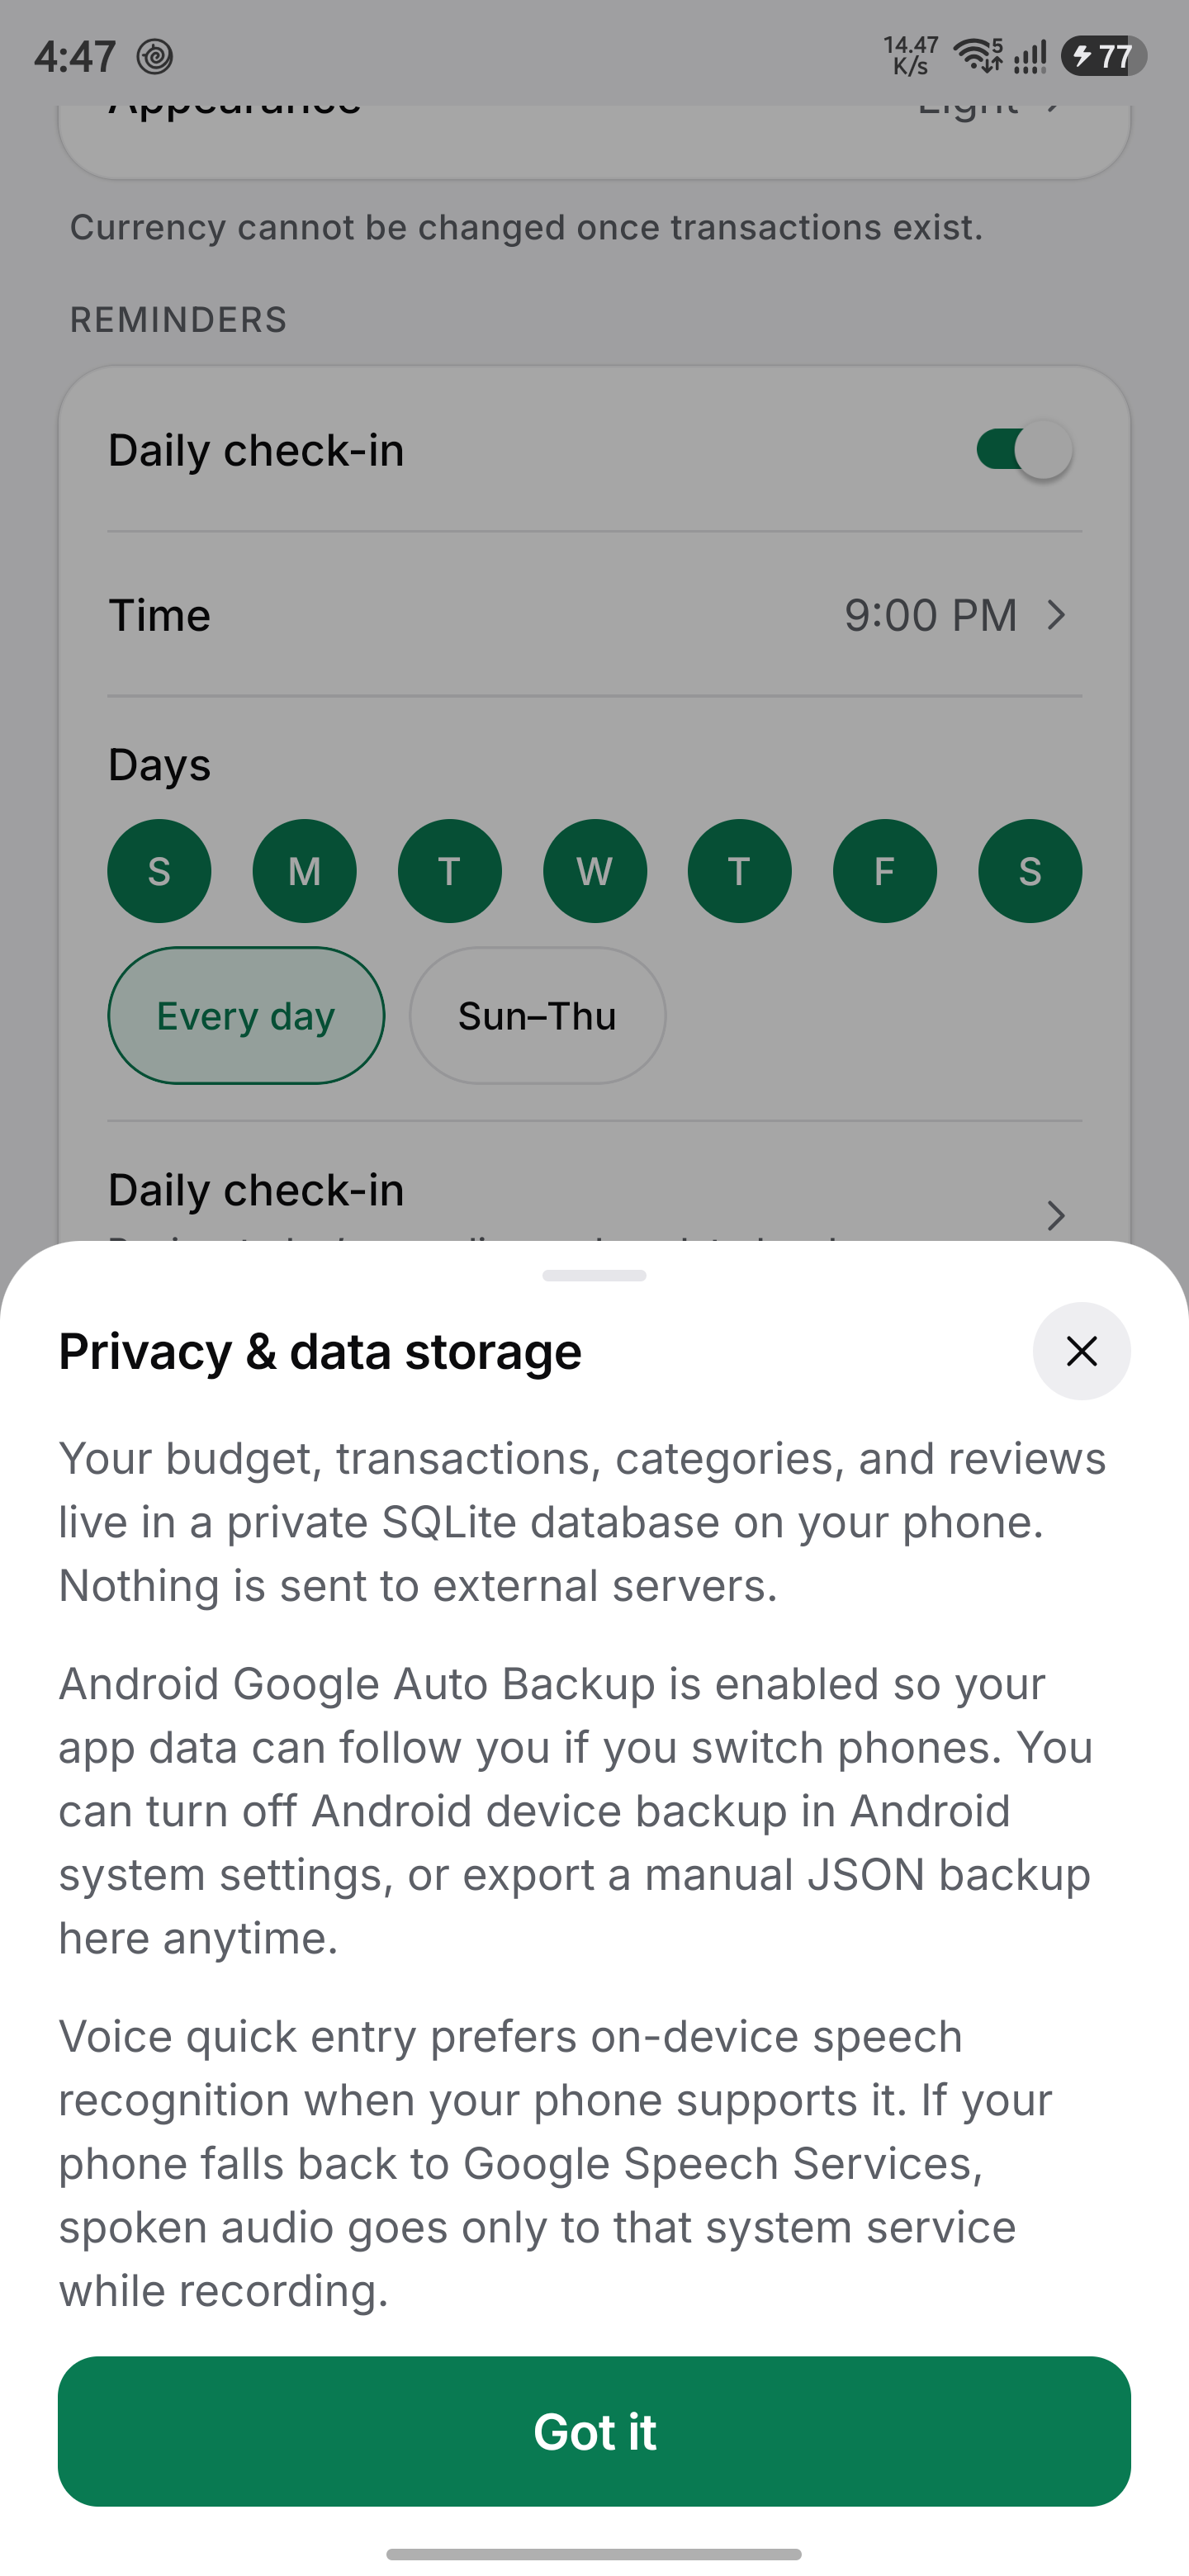 4:47
14.47
K/s
5
77
Appearance
Light
Currency cannot be changed once transactions exist.
REMINDERS
Daily check-in
Time
9:00 PM
Days
S M T W T F S
Every day
Sun–Thu
Daily check-in
Privacy & data storage
Your budget, transactions, categories, and reviews
live in a private SQLite database on your phone.
Nothing is sent to external servers.
Android Google Auto Backup is enabled so your
app data can follow you if you switch phones. You
can turn off Android device backup in Android
system settings, or export a manual JSON backup
here anytime.
Voice quick entry prefers on-device speech
recognition when your phone supports it. If your
phone falls back to Google Speech Services,
spoken audio goes only to that system service
while recording.
Got it